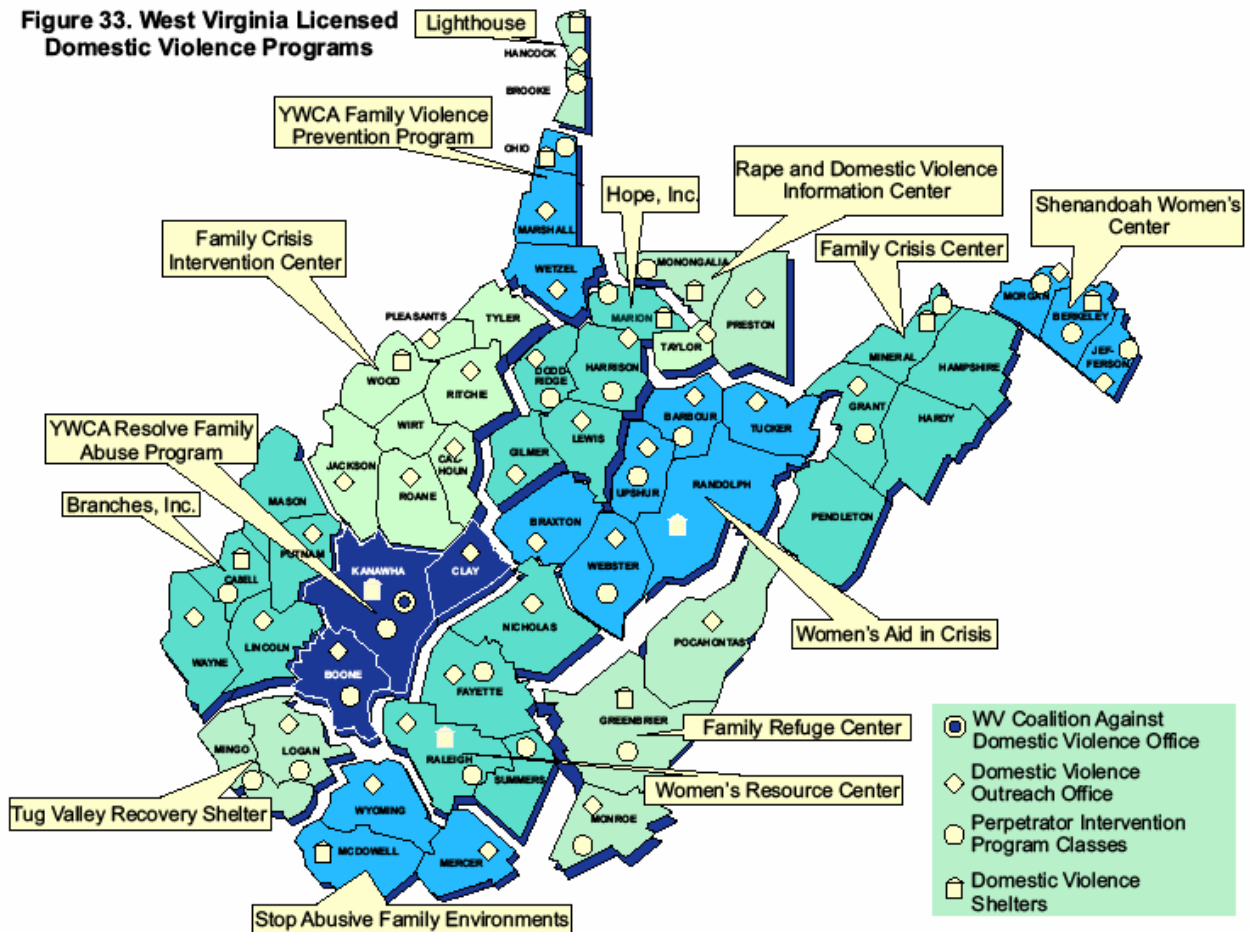 Figure 33. West Virginia Licensed
Domestic Violence Programs
Lighthouse
HANCOCK
BROOKE
YWCA Family Violence
Prevention Program
OHIO
MARSHALL
WETZEL
Hope, Inc.
Rape and Domestic Violence
Information Center
Shenandoah Women's
Center
Family Crisis Center
Family Crisis
Intervention Center
MONONGALIA
MARION
PRESTON
TAYLOR
MORGAN
BERKELEY
JEF-
FERSON
PLEASANTS
TYLER
WOOD
RITCHIE
WIRT
CAL-
HOUN
JACKSON
ROANE
DODD-
RIDGE
HARRISON
LEWIS
GILMER
BARBOUR
TUCKER
UPSHUR
RANDOLPH
BRAXTON
WEBSTER
MINERAL
HAMPSHIRE
GRANT
HARDY
PENDLETON
YWCA Resolve Family
Abuse Program
Branches, Inc.
MASON
PUTNAM
CABELL
KANAWHA
CLAY
WAYNE
LINCOLN
BOONE
NICHOLAS
POCAHONTAS
Women's Aid in Crisis
FAYETTE
GREENBRIER
Family Refuge Center
RALEIGH
SUMMERS
Women's Resource Center
MINGO
LOGAN
Tug Valley Recovery Shelter
WYOMING
MCDOWELL
MERCER
MONROE
Stop Abusive Family Environments
WV Coalition Against
Domestic Violence Office
Domestic Violence
Outreach Office
Perpetrator Intervention
Program Classes
Domestic Violence
Shelters